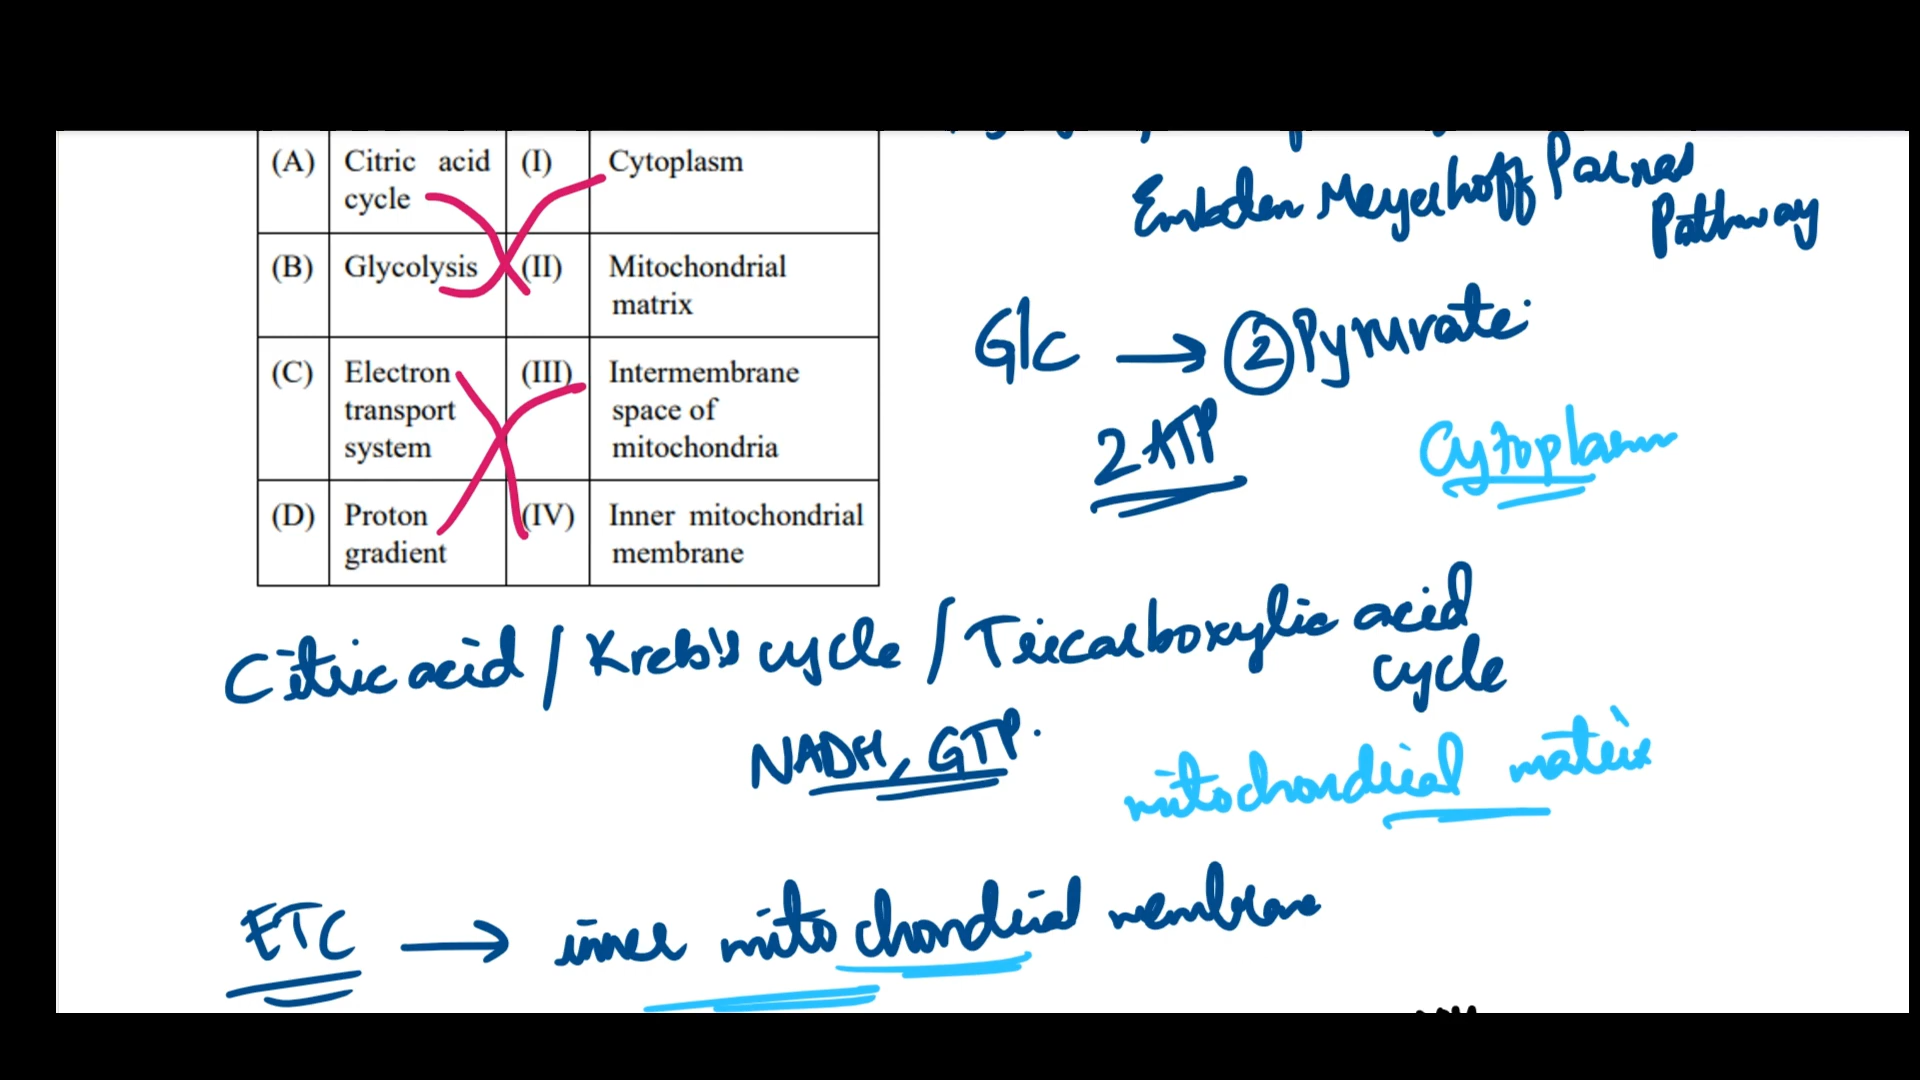 (A) Citric acid (I) Cytoplasm
cycle
(B) Glycolysis (II) Mitochondrial
matrix
(C) Electron (III) Intermembrane
transport space of
system mitochondria
(D) Proton (IV) Inner mitochondrial
gradient membrane
Embden Meyerhoff Parnas
Pathway
Glc → 2 Pyruvate
2 ATP
Cytoplasm
Citric acid / Kreb's cycle / Tricarboxylic acid
cycle
NADH, GTP.
mitochondrial matrix
ETC → inner mitochondrial membrane